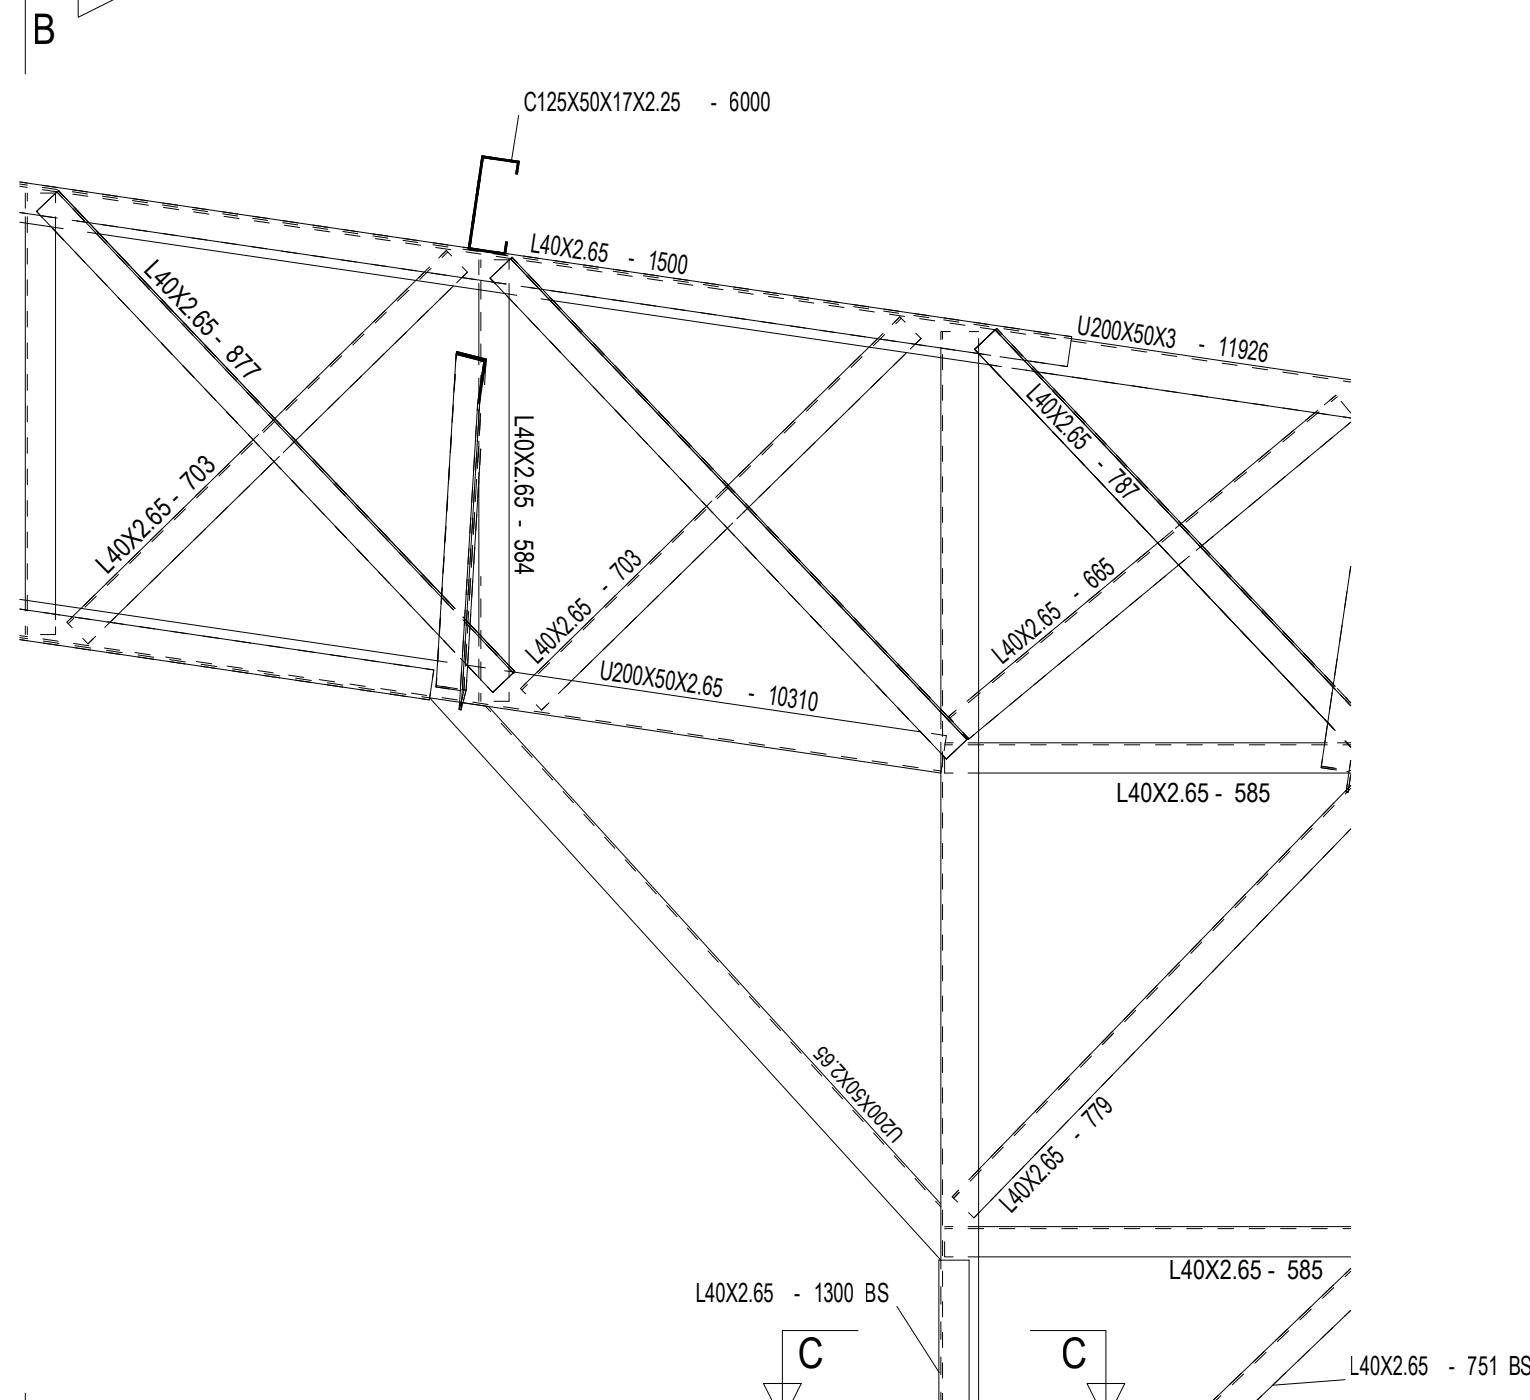 B
C125X50X17X2.25 - 6000
L40X2.65 - 1500
L40X2.65 - 877
U200X50X3 - 11926
L40X2.65 - 787
L40X2.65 - 703
L40X2.65 - 584
L40X2.65 - 703
L40X2.65 - 665
U200X50X2.65 - 10310
L40X2.65 - 585
U200X50X2.65
L40X2.65 - 779
L40X2.65 - 585
L40X2.65 - 1300 BS
C
C
L40X2.65 - 751 BS